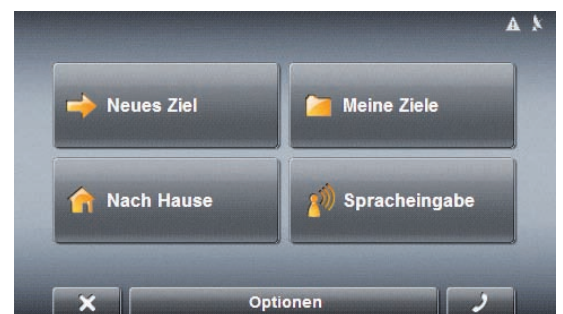 Neues Ziel
Meine Ziele
Nach Hause
Spracheingabe
Optionen